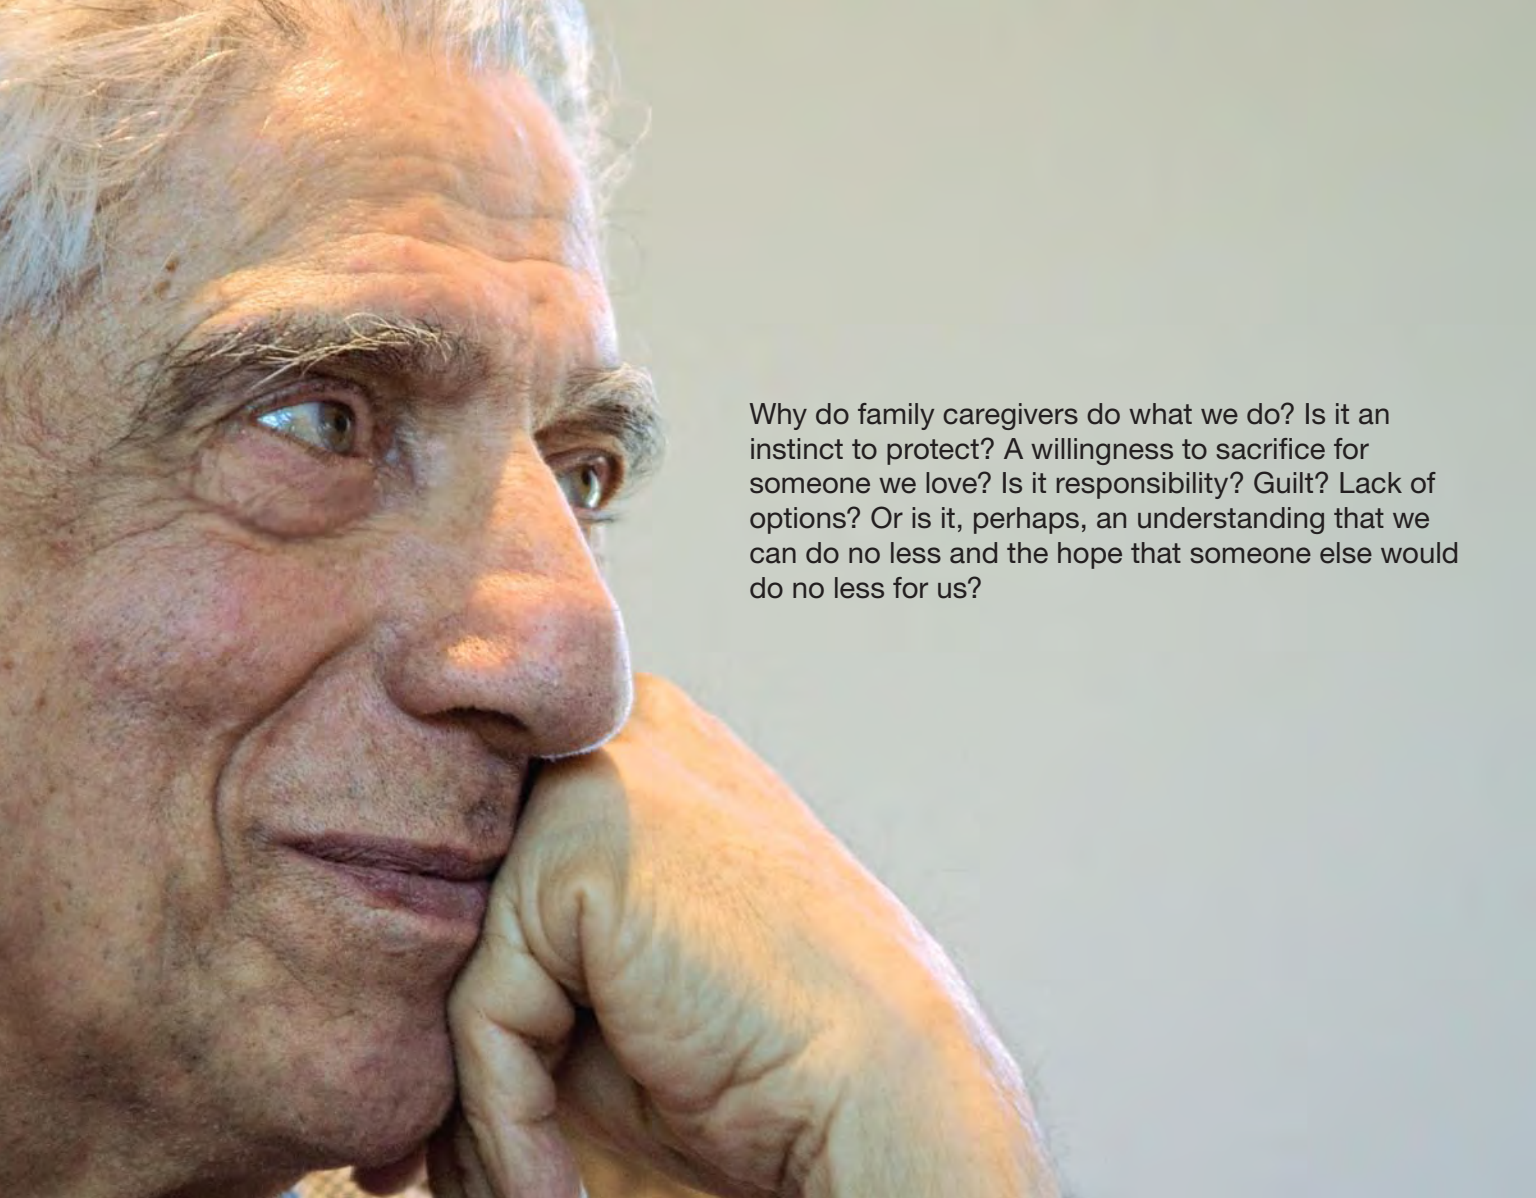 Why do family caregivers do what we do? Is it an
instinct to protect? A willingness to sacrifice for
someone we love? Is it responsibility? Guilt? Lack of
options? Or is it, perhaps, an understanding that we
can do no less and the hope that someone else would
do no less for us?